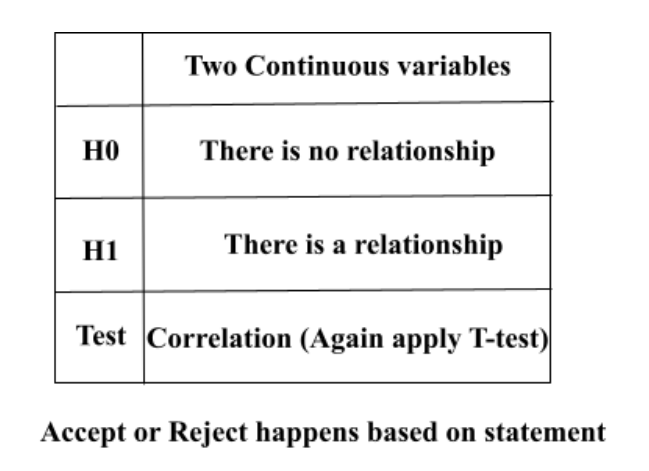 Two Continuous variables
H0 There is no relationship
H1 There is a relationship
Test Correlation (Again apply T-test)
Accept or Reject happens based on statement